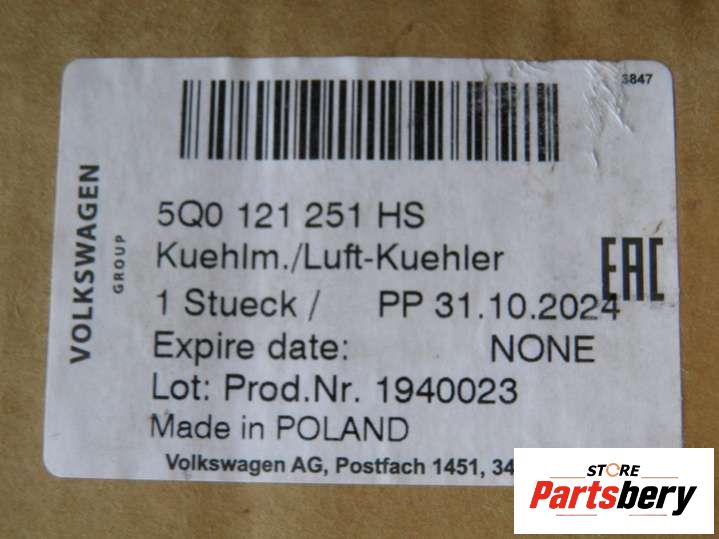 3847
VOLKSWAGEN
GROUP
5Q0 121 251 HS
Kuehlm./Luft-Kuehler
EAC
1 Stueck / PP 31.10.2024
Expire date: NONE
Lot: Prod.Nr. 1940023
Made in POLAND
Volkswagen AG, Postfach 1451, 34
STORE
Partsbery